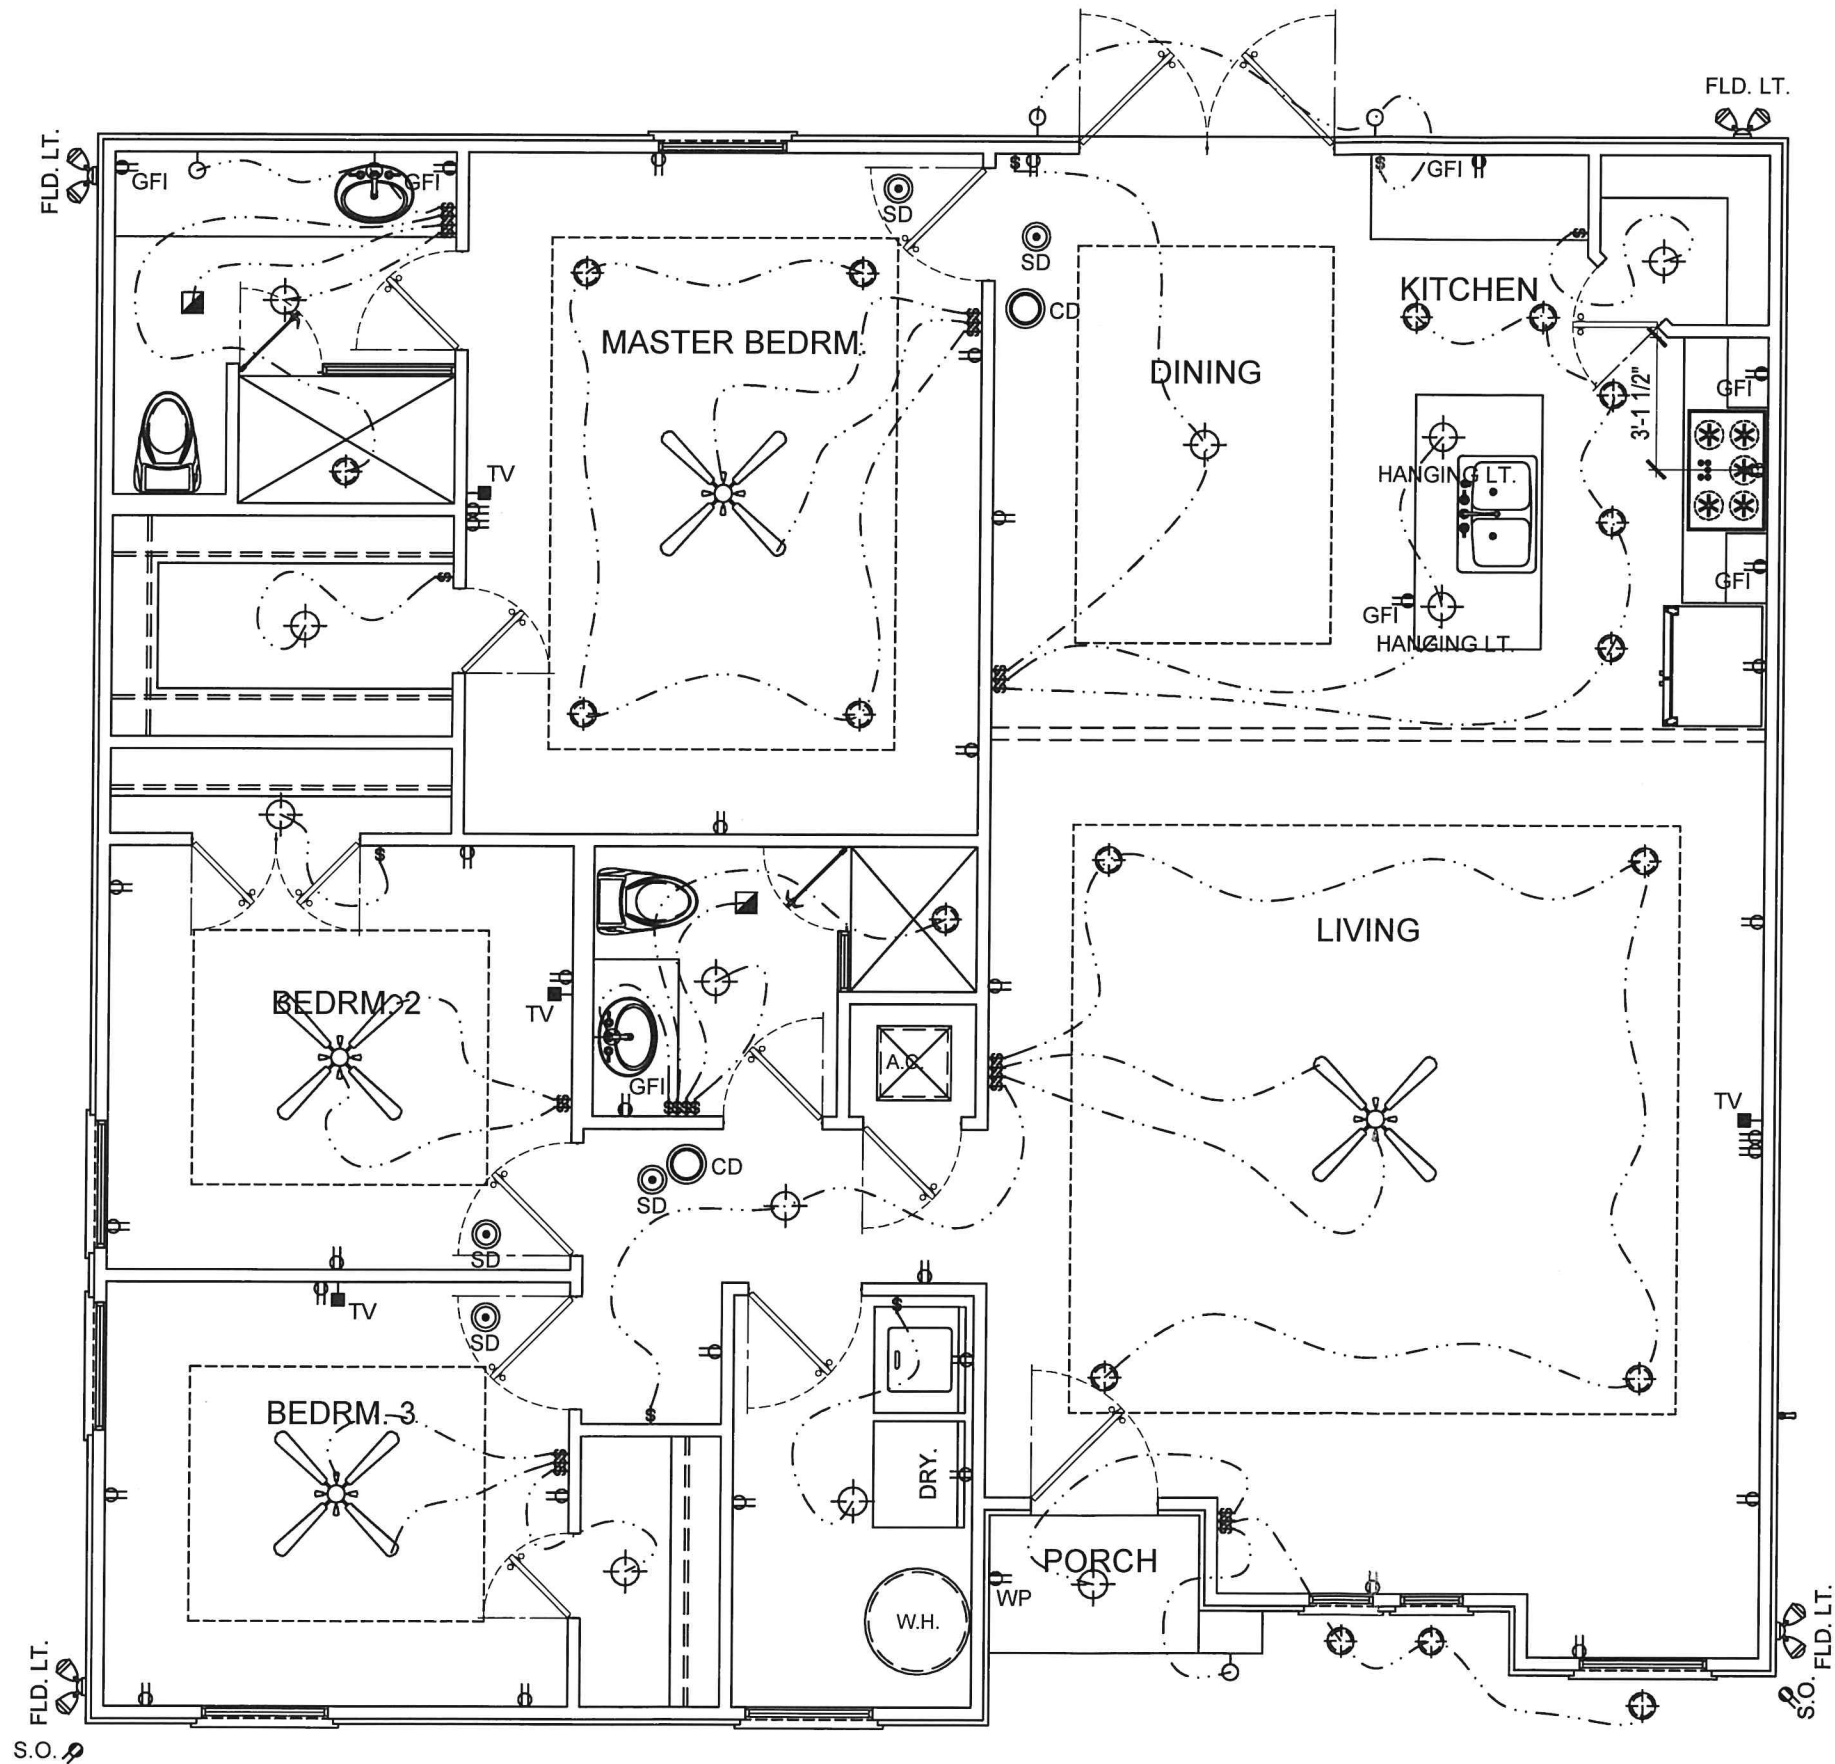 FLD. LT.
FLD. LT.
GFI
GFI
SD
GFI
SD
KITCHEN
CD
MASTER BEDRM.
DINING
3'-1 1/2"
GFI
TV
HANGING LT.
GFI
GFI
HANGING LT.
LIVING
BEDRM. 2
TV
A.C.
GFI
TV
CD
SD
SD
TV
SD
BEDRM. 3
DRY.
PORCH
WP
W.H.
FLD. LT.
FLD. LT.
S.O.
S.O.